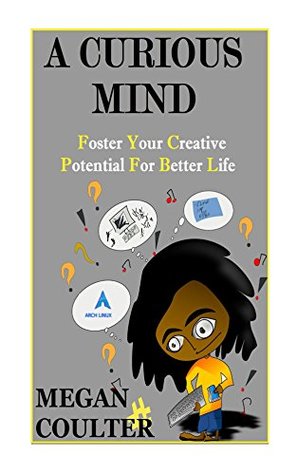 A CURIOUS
MIND
Foster Your Creative
Potential For Better Life
ARCH LINUX
MEGAN
COULTER